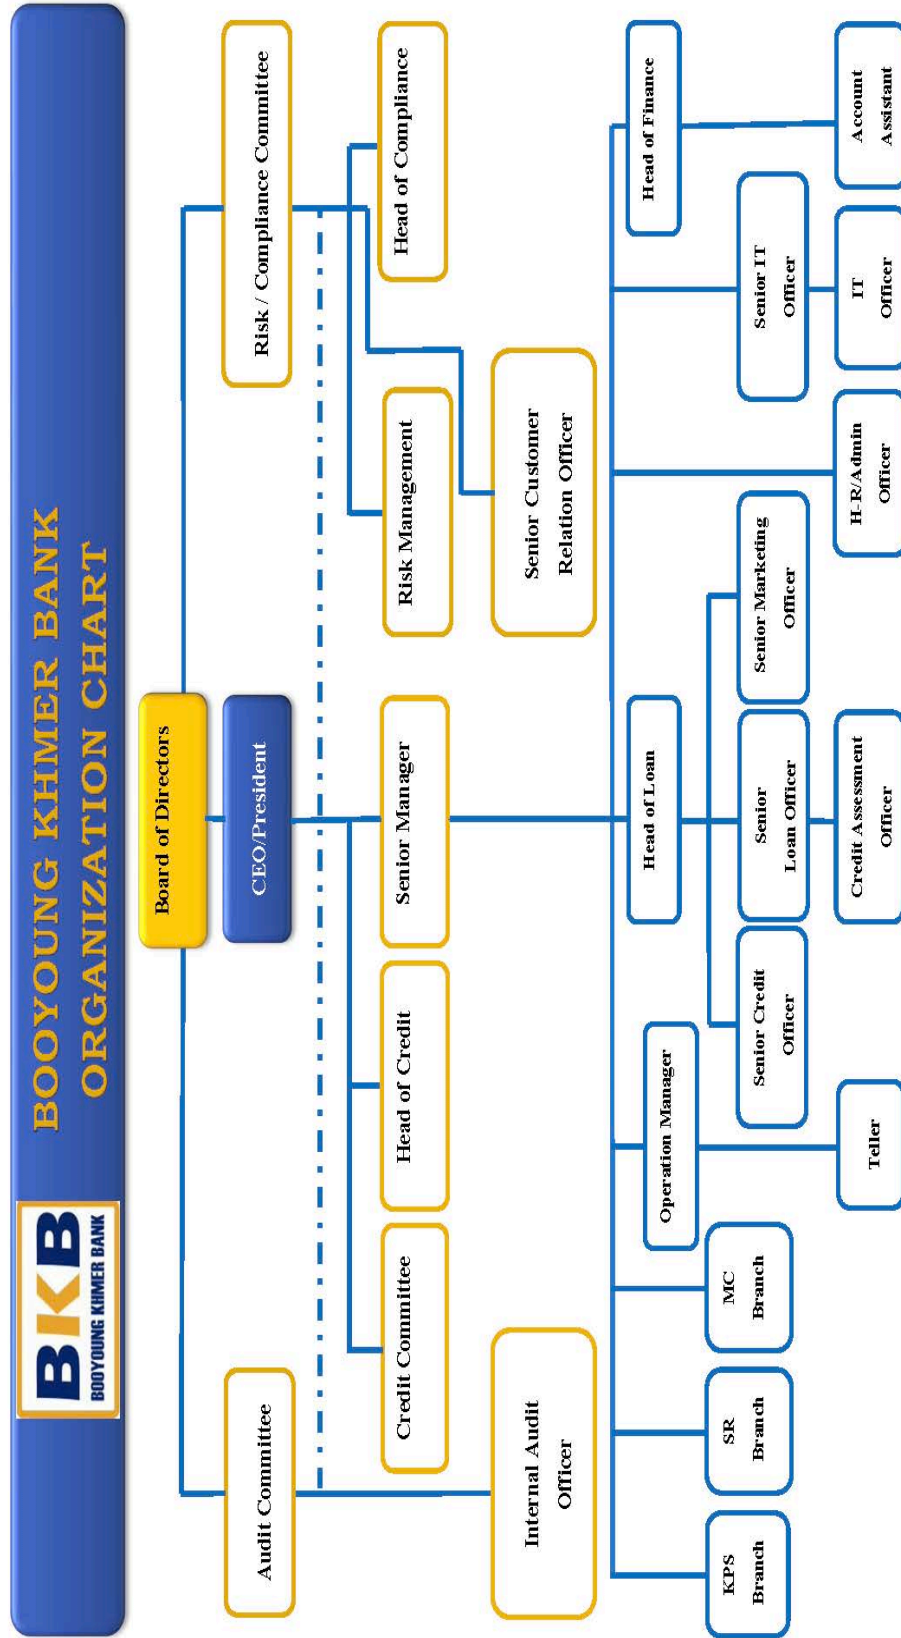 BKB
BOOYOUNG KHMER BANK
BOOYOUNG KHMER BANK
ORGANIZATION CHART
Board of Directors
Audit Committee
CEO/President
Risk / Compliance Committee
Credit Committee
Head of Credit
Senior Manager
Risk Management
Head of Compliance
Internal Audit
Officer
Senior Customer
Relation Officer
Operation Manager
Head of Loan
Head of Finance
KPS
Branch
SR
Branch
MC
Branch
Senior Credit
Officer
Senior
Loan Officer
Senior Marketing
Officer
Senior IT
Officer
Teller
Credit Assessment
Officer
H-R/Admin
Officer
IT
Officer
Account
Assistant